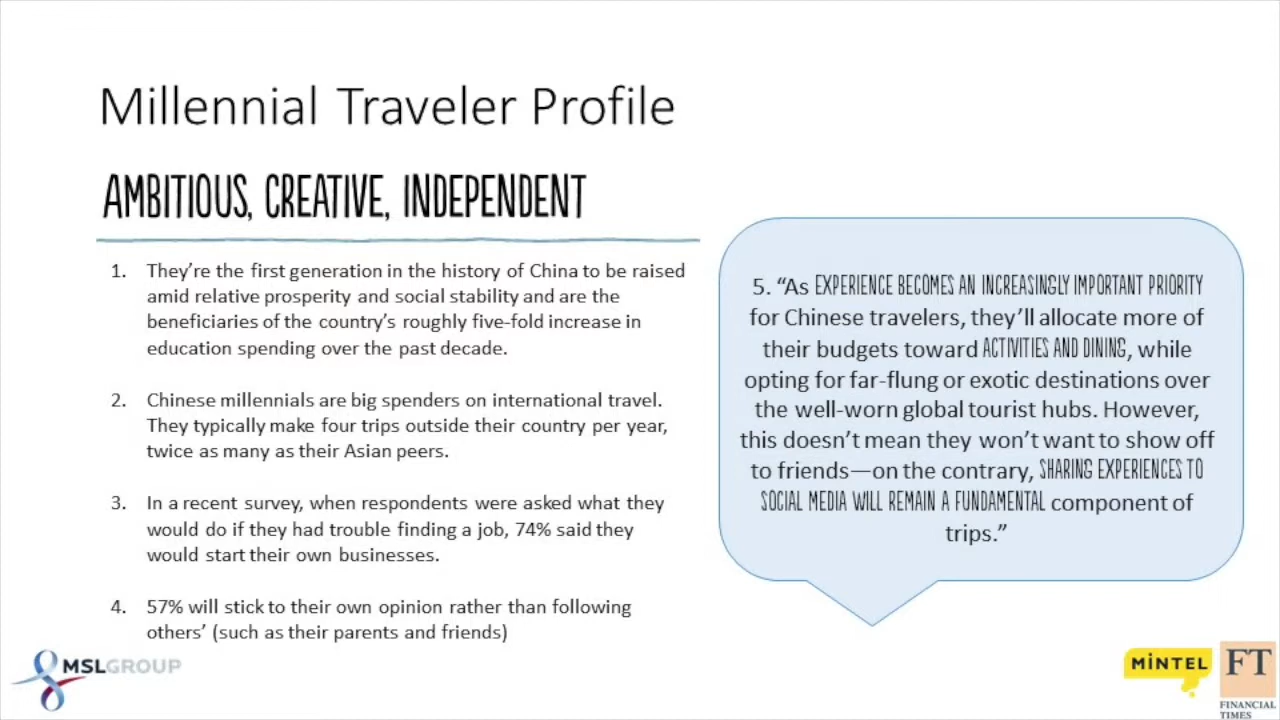 Millennial Traveler Profile
AMBITIOUS, CREATIVE, INDEPENDENT
1. They’re the first generation in the history of China to be raised
amid relative prosperity and social stability and are the
beneficiaries of the country’s roughly five-fold increase in
education spending over the past decade.
2. Chinese millennials are big spenders on international travel.
They typically make four trips outside their country per year,
twice as many as their Asian peers.
3. In a recent survey, when respondents were asked what they
would do if they had trouble finding a job, 74% said they
would start their own businesses.
4. 57% will stick to their own opinion rather than following
others’ (such as their parents and friends)
5. “As EXPERIENCE BECOMES AN INCREASINGLY IMPORTANT PRIORITY
for Chinese travelers, they’ll allocate more of
their budgets toward ACTIVITIES AND DINING, while
opting for far-flung or exotic destinations over
the well-worn global tourist hubs. However,
this doesn’t mean they won’t want to show off
to friends—on the contrary, SHARING EXPERIENCES TO
SOCIAL MEDIA WILL REMAIN A FUNDAMENTAL component of
trips.”
MSLGROUP
MiNTEL
FT
FINANCIAL
TIMES